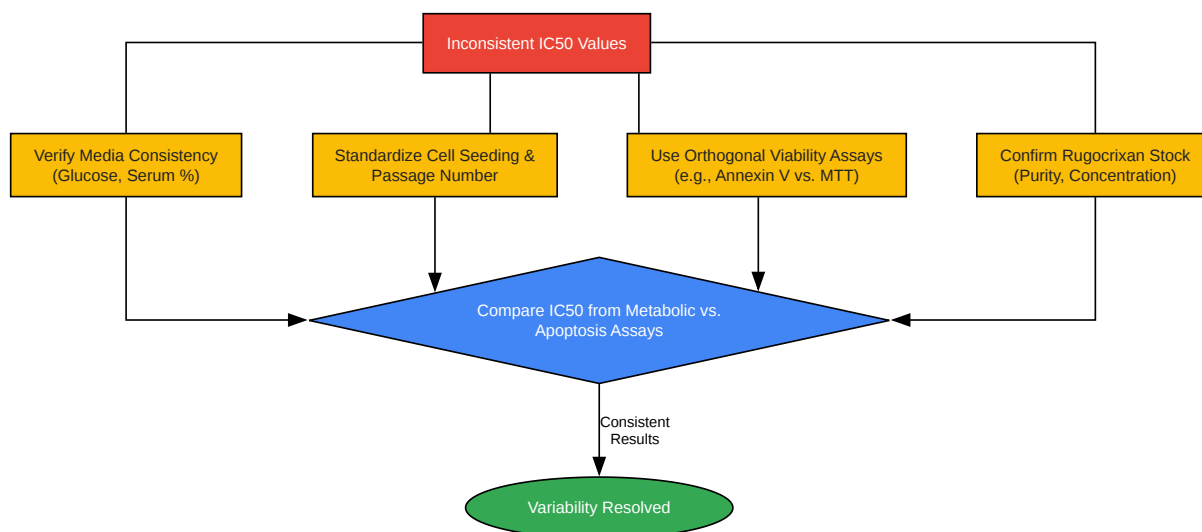 Inconsistent IC50 Values
Verify Media Consistency
(Glucose, Serum %)
Standardize Cell Seeding &
Passage Number
Use Orthogonal Viability Assays
(e.g., Annexin V vs. MTT)
Confirm Rugocrixan Stock
(Purity, Concentration)
Compare IC50 from Metabolic vs.
Apoptosis Assays
Consistent
Results
Variability Resolved